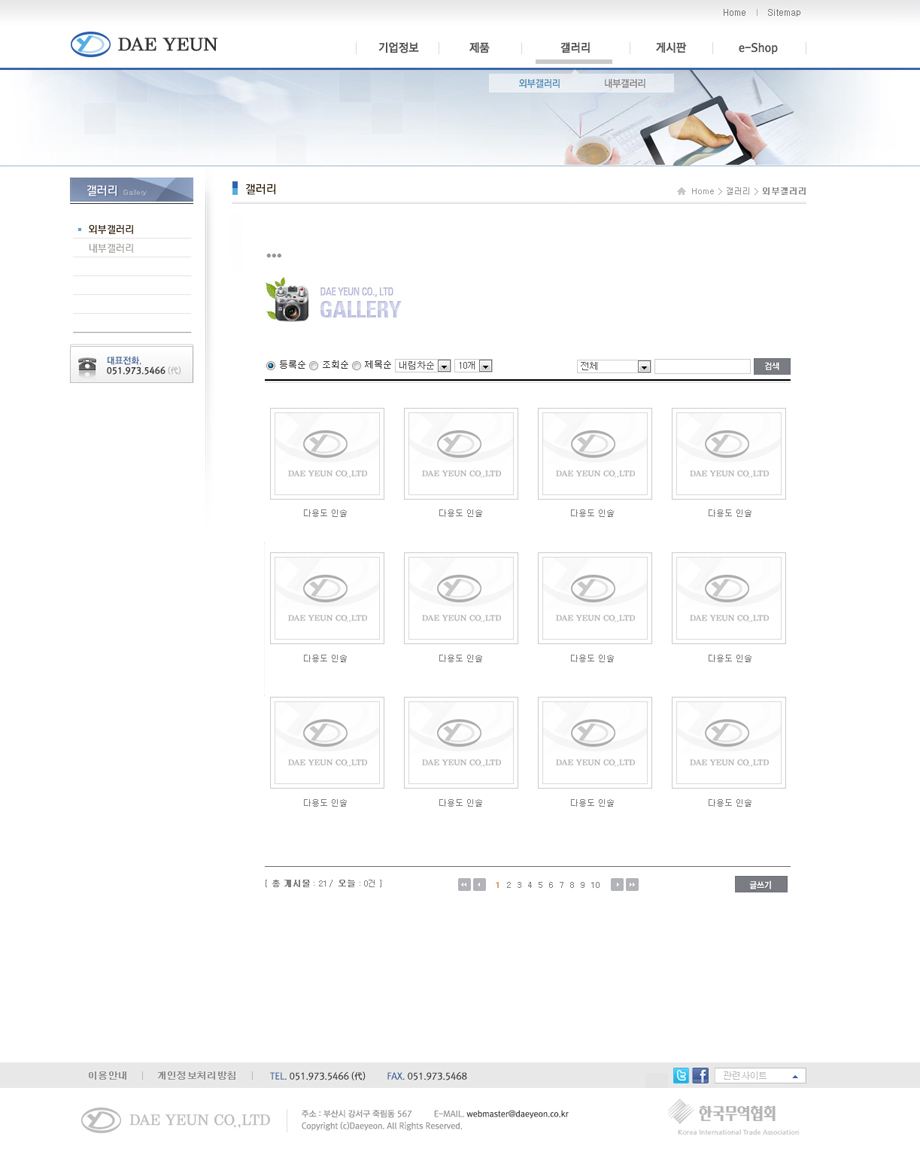 Home | Sitemap
DAE YEUN
기업정보 제품 갤러리 게시판 e-Shop
외부갤러리 내부갤러리
갤러리 Gallery
갤러리
Home > 갤러리 > 외부갤러리
외부갤러리
내부갤러리
대표전화.
051.973.5466 (代)
DAE YEUN CO., LTD
GALLERY
등록순 조회순 제목순 내림차순 10개 전체 검색
DAE YEUN CO.,LTD DAE YEUN CO.,LTD DAE YEUN CO.,LTD DAE YEUN CO.,LTD
다용도 인솔 다용도 인솔 다용도 인솔 다용도 인솔
DAE YEUN CO.,LTD DAE YEUN CO.,LTD DAE YEUN CO.,LTD DAE YEUN CO.,LTD
다용도 인솔 다용도 인솔 다용도 인솔 다용도 인솔
DAE YEUN CO.,LTD DAE YEUN CO.,LTD DAE YEUN CO.,LTD DAE YEUN CO.,LTD
다용도 인솔 다용도 인솔 다용도 인솔 다용도 인솔
[ 총 게시물 : 21 / 오늘 : 0건 ] 1 2 3 4 5 6 7 8 9 10 글쓰기
이용안내 | 개인정보처리방침 | TEL. 051.973.5466 (代) FAX. 051.973.5468 관련사이트
DAE YEUN CO.,LTD
주소 : 부산시 강서구 죽림동 567 E-MAIL. webmaster@daeyeon.co.kr
Copyright (c)Daeyeon. All Rights Reserved.
한국무역협회
Korea International Trade Association